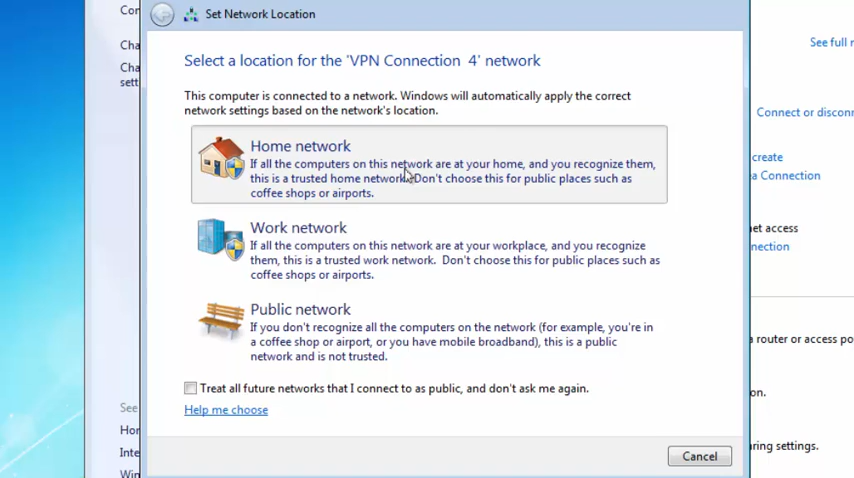 Set Network Location
Select a location for the 'VPN Connection 4' network
This computer is connected to a network. Windows will automatically apply the correct
network settings based on the network's location.
Home network
If all the computers on this network are at your home, and you recognize them,
this is a trusted home network. Don't choose this for public places such as
coffee shops or airports.
Work network
If all the computers on this network are at your workplace, and you recognize
them, this is a trusted work network. Don't choose this for public places such as
coffee shops or airports.
Public network
If you don't recognize all the computers on the network (for example, you're in
a coffee shop or airport, or you have mobile broadband), this is a public
network and is not trusted.
Treat all future networks that I connect to as public, and don't ask me again.
Help me choose
Cancel
Con
Cha
Cha
sett
See
Hor
Inte
Win
See full r
Connect or disconn
create
a Connection
net access
nection
a router or access po
on.
ring settings.